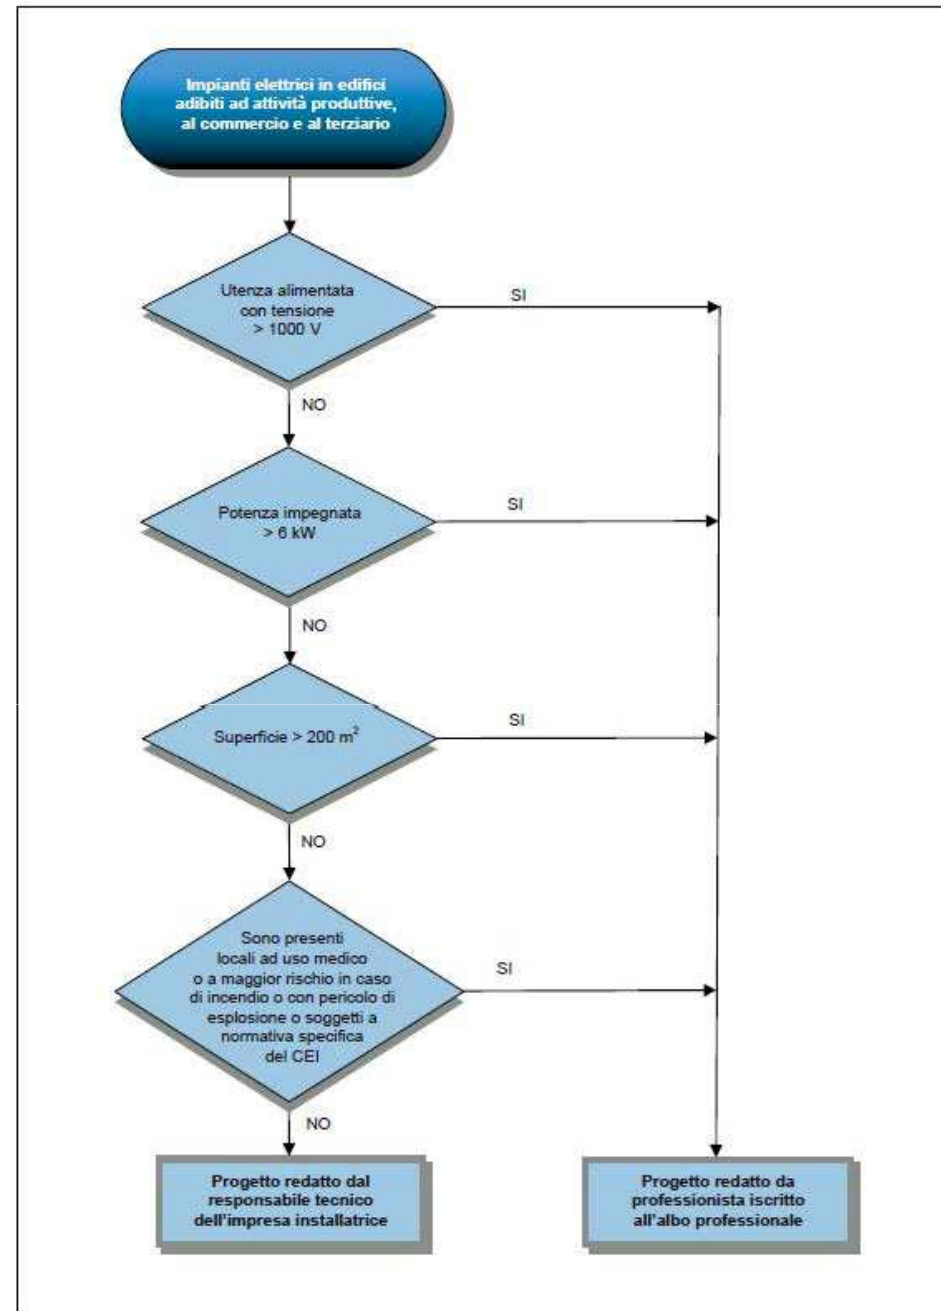 Impianti elettrici in edifici
adibiti ad attività produttive,
al commercio e al terziario
Utenza alimentata
con tensione
> 1000 V
SI
NO
Potenza impegnata
> 6 kW
SI
NO
Superficie > 200 m²
SI
NO
Sono presenti
locali ad uso medico
o a maggior rischio in caso
di incendio o con pericolo di
esplosione o soggetti a
normativa specifica
del CEI
SI
NO
Progetto redatto dal
responsabile tecnico
dell'impresa installatrice
Progetto redatto da
professionista iscritto
all'albo professionale